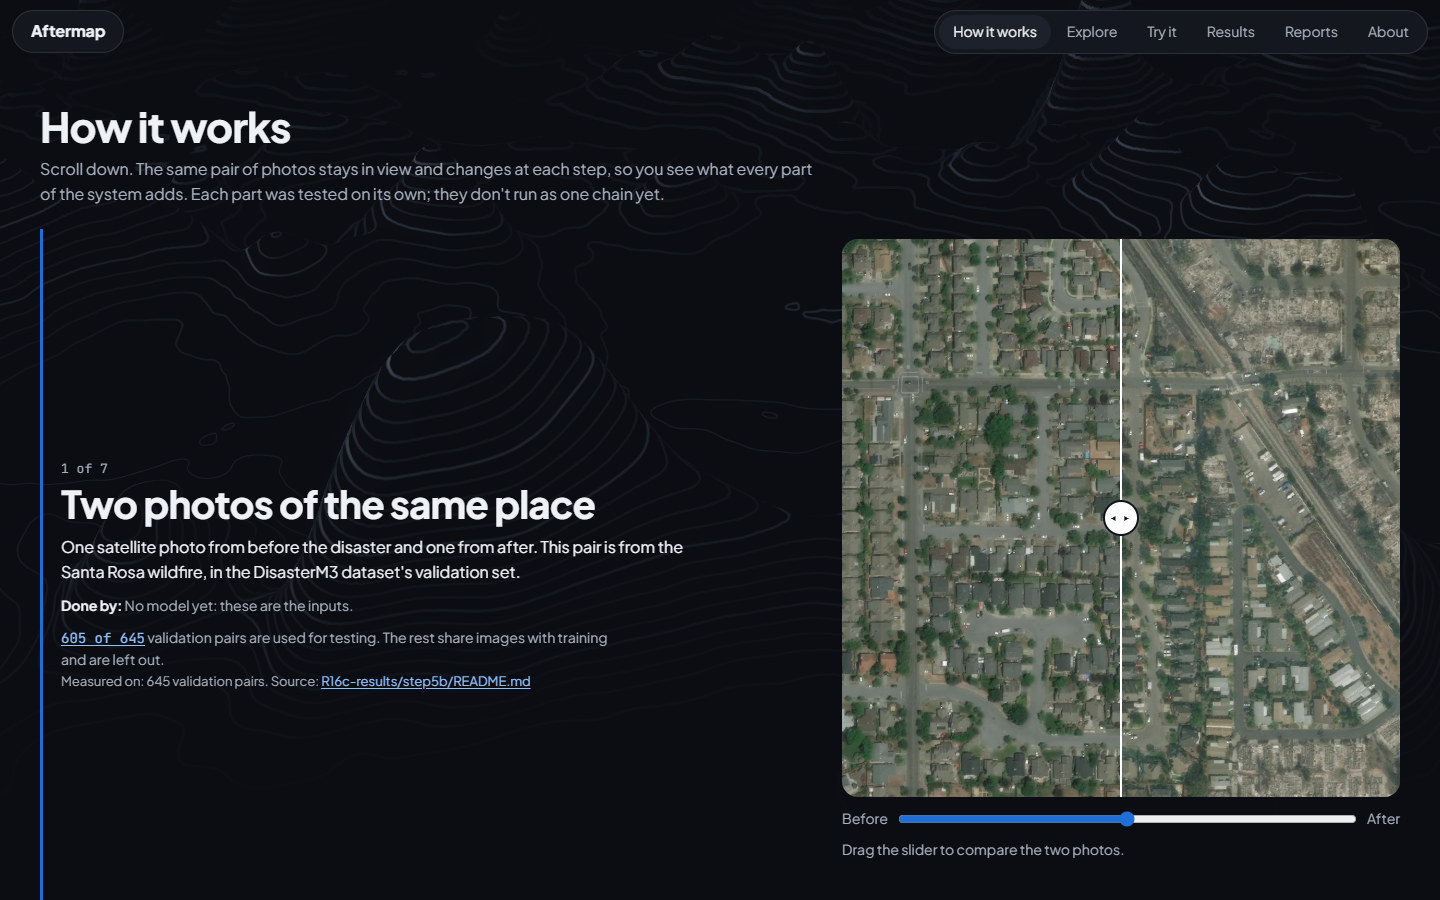 Aftermap
How it works
Explore
Try it
Results
Reports
About
How it works
Scroll down. The same pair of photos stays in view and changes at each step, so you see what every part
of the system adds. Each part was tested on its own; they don't run as one chain yet.
1 of 7
Two photos of the same place
One satellite photo from before the disaster and one from after. This pair is from the
Santa Rosa wildfire, in the DisasterM3 dataset's validation set.
Done by: No model yet: these are the inputs.
605 of 645 validation pairs are used for testing. The rest share images with training
and are left out.
Measured on: 645 validation pairs. Source: R16c-results/step5b/README.md
Before
After
Drag the slider to compare the two photos.